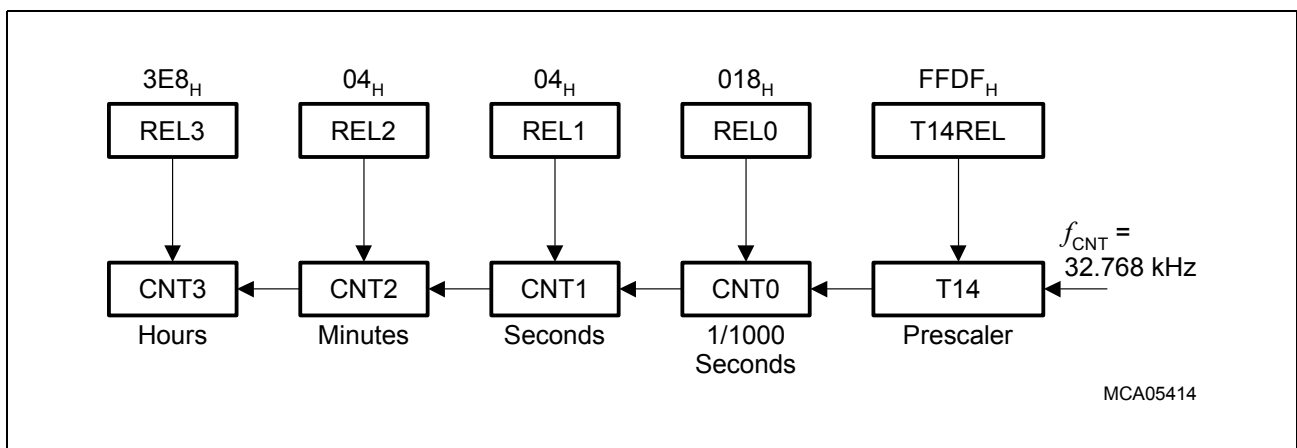 3E8H 04H 04H 018H FFDFH
REL3 REL2 REL1 REL0 T14REL
fCNT =
32.768 kHz
CNT3 CNT2 CNT1 CNT0 T14
Hours Minutes Seconds 1/1000 Seconds Prescaler
MCA05414